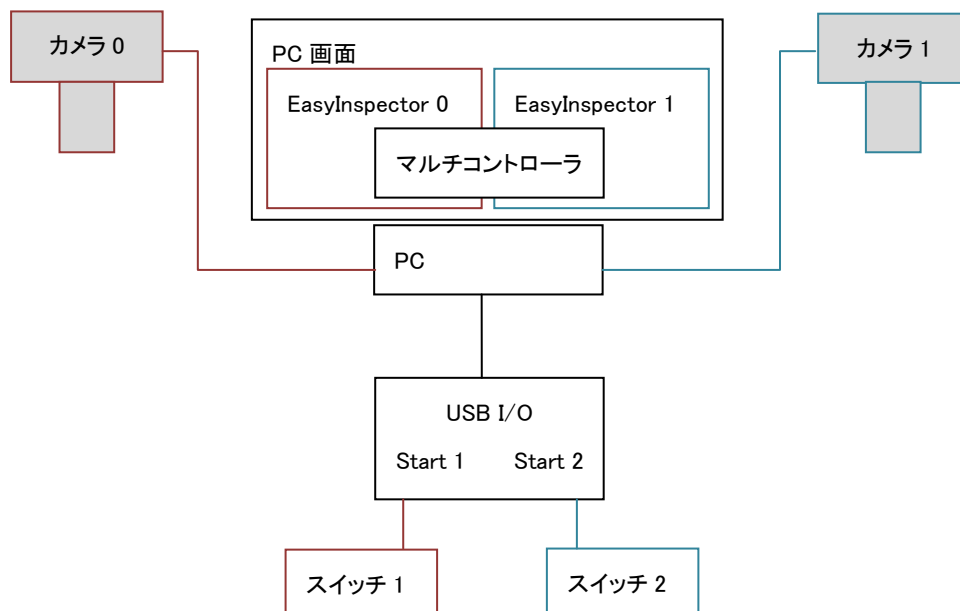 カメラ 0
カメラ 1
PC 画面
EasyInspector 0
EasyInspector 1
マルチコントローラ
PC
USB I/O
Start 1
Start 2
スイッチ 1
スイッチ 2